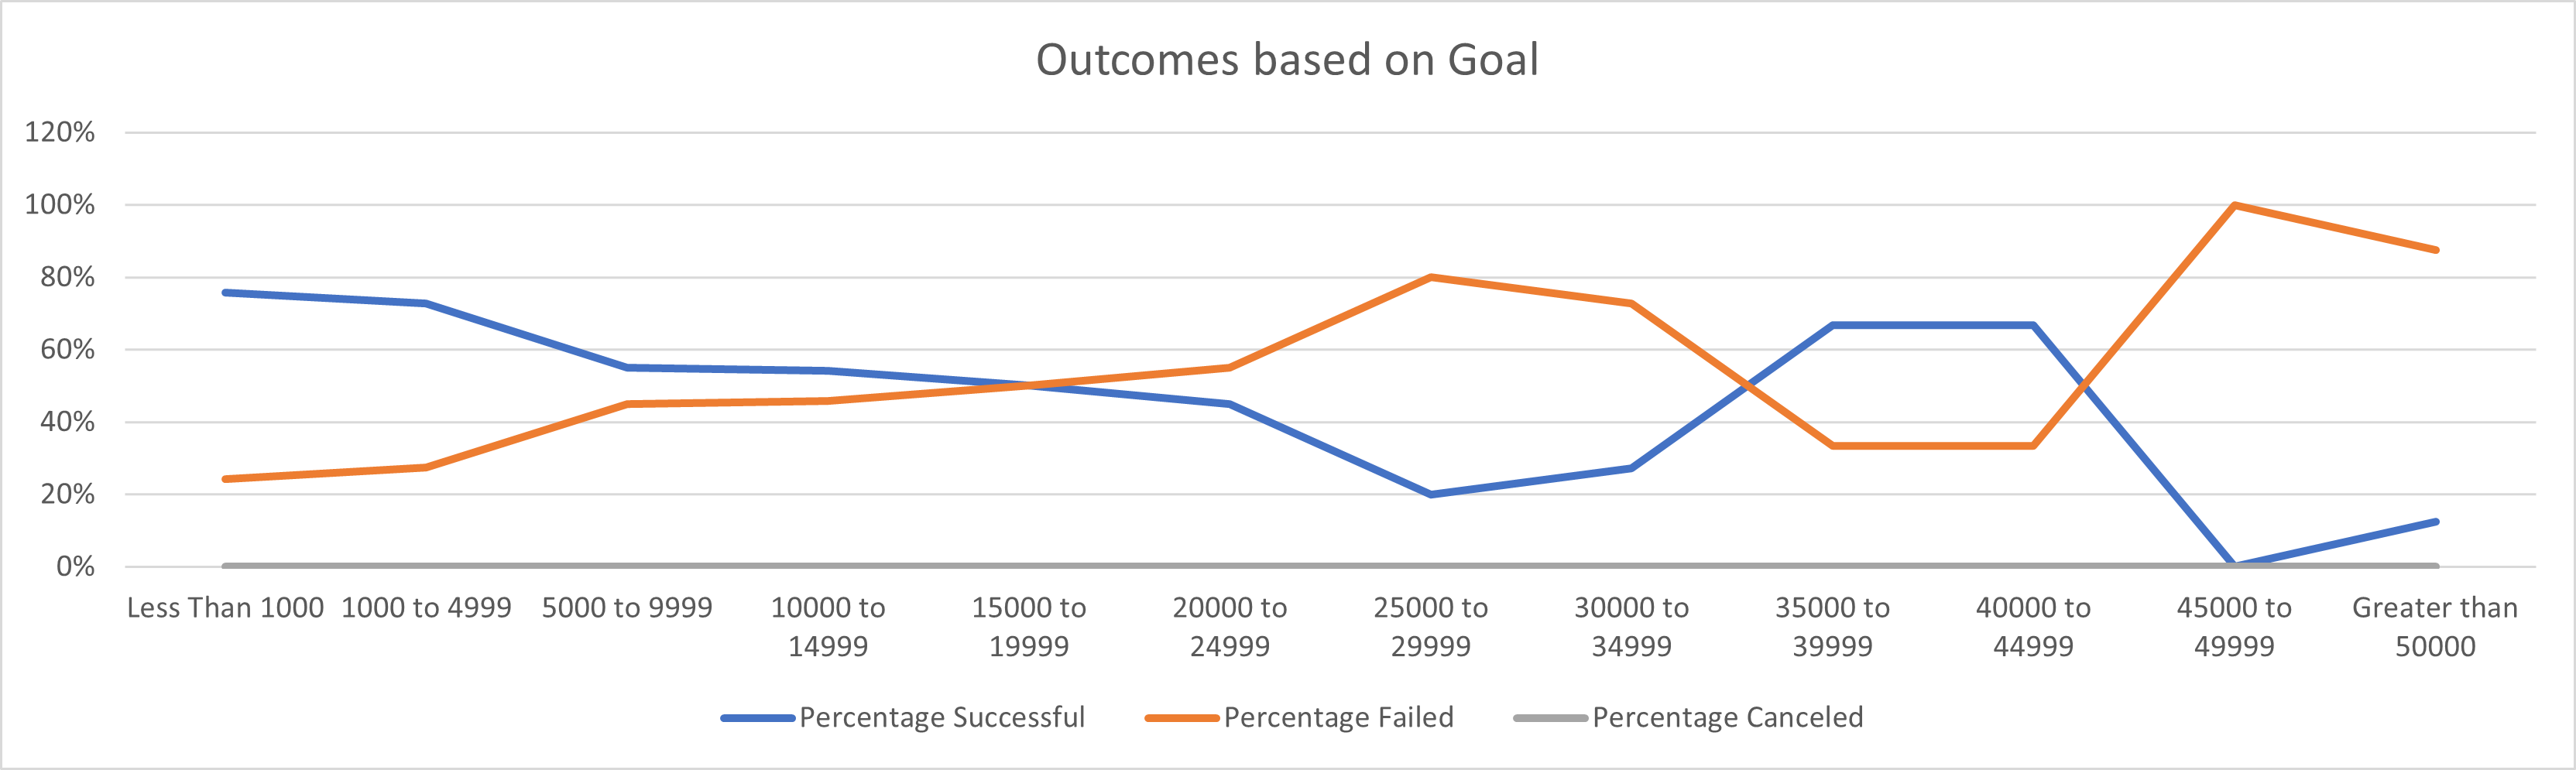 Outcomes based on Goal
120%
100%
80%
60%
40%
20%
0%
Less Than 1000 1000 to 4999 5000 to 9999 10000 to 15000 to 20000 to 25000 to 30000 to 35000 to 40000 to 45000 to Greater than
14999 19999 24999 29999 34999 39999 44999 49999 50000
Percentage Successful Percentage Failed Percentage Canceled